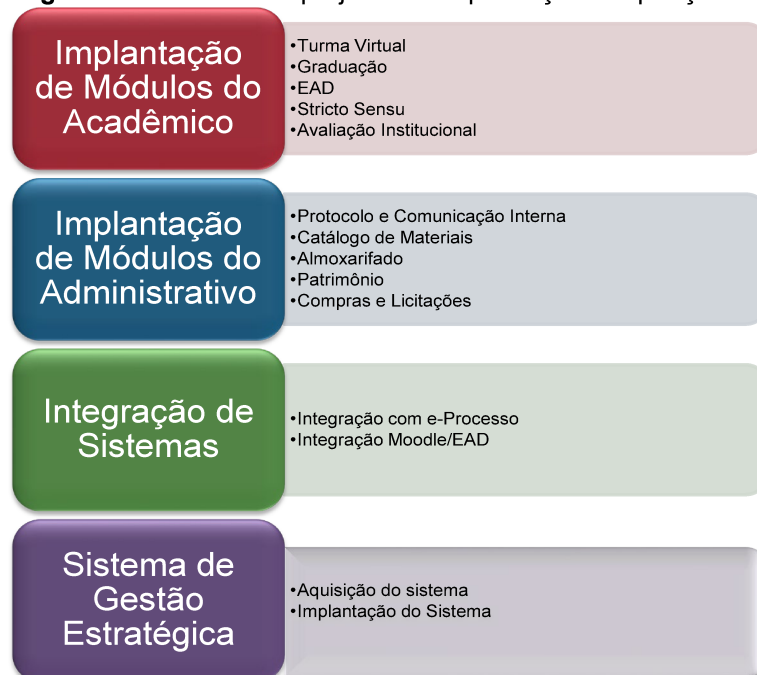 Implantação
de Módulos do
Acadêmico
•Turma Virtual
•Graduação
•EAD
•Stricto Sensu
•Avaliação Institucional
Implantação
de Módulos do
Administrativo
•Protocolo e Comunicação Interna
•Catálogo de Materiais
•Almoxarifado
•Patrimônio
•Compras e Licitações
Integração de
Sistemas
•Integração com e-Processo
•Integração Moodle/EAD
Sistema de
Gestão
Estratégica
•Aquisição do sistema
•Implantação do Sistema